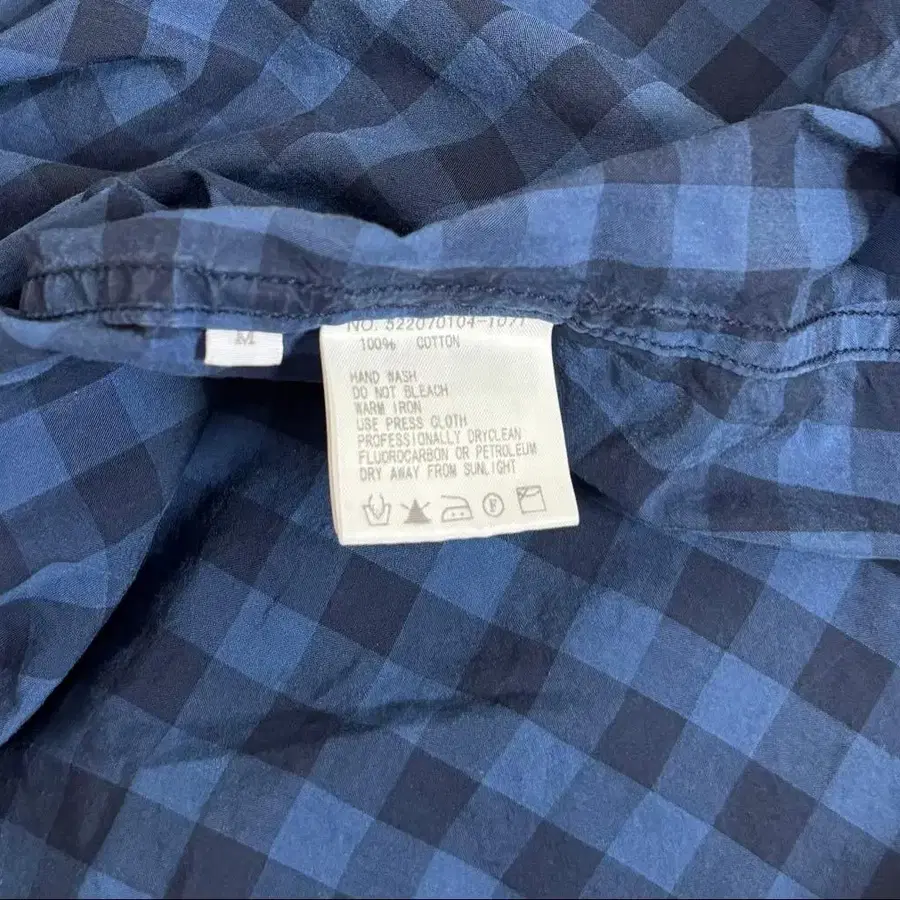 M
NO. 522070104-1071
100% COTTON
HAND WASH
DO NOT BLEACH
WARM IRON
USE PRESS CLOTH
PROFESSIONALLY DRYCLEAN
FLUOROCARBON OR PETROLEUM
DRY AWAY FROM SUNLIGHT
F